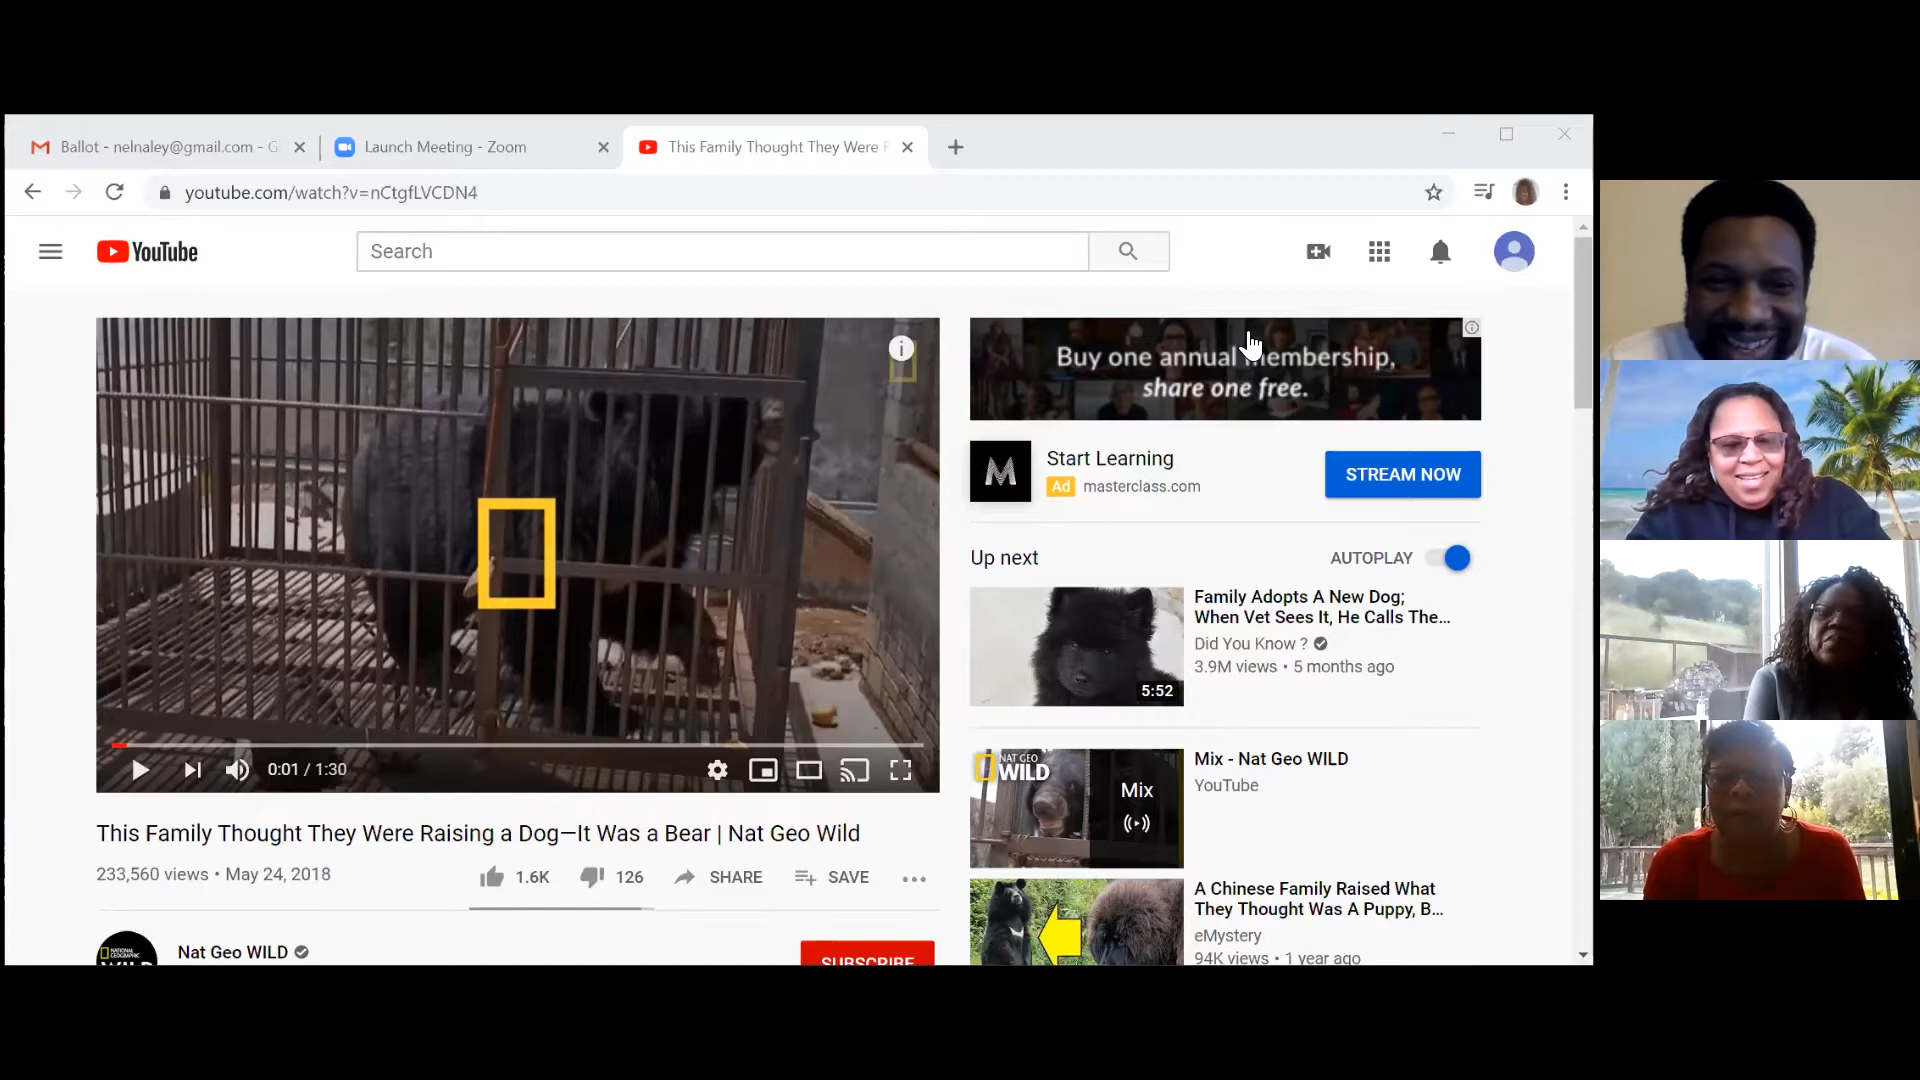 Ballot - nelnaley@gmail.com - G
Launch Meeting - Zoom
This Family Thought They Were R
youtube.com/watch?v=nCtgfLVCDN4
YouTube
Search
i
Buy one annual membership,
share one free.
Start Learning
Ad masterclass.com
STREAM NOW
Up next
AUTOPLAY
Family Adopts A New Dog;
When Vet Sees It, He Calls The...
Did You Know ?
3.9M views • 5 months ago
5:52
NAT GEO
WILD
Mix
Mix - Nat Geo WILD
YouTube
A Chinese Family Raised What
They Thought Was A Puppy, B...
eMystery
94K views • 1 year ago
0:01 / 1:30
This Family Thought They Were Raising a Dog—It Was a Bear | Nat Geo Wild
233,560 views • May 24, 2018
1.6K
126
SHARE
SAVE
NATIONAL
GEOGRAPHIC
WILD
Nat Geo WILD
SUBSCRIBE